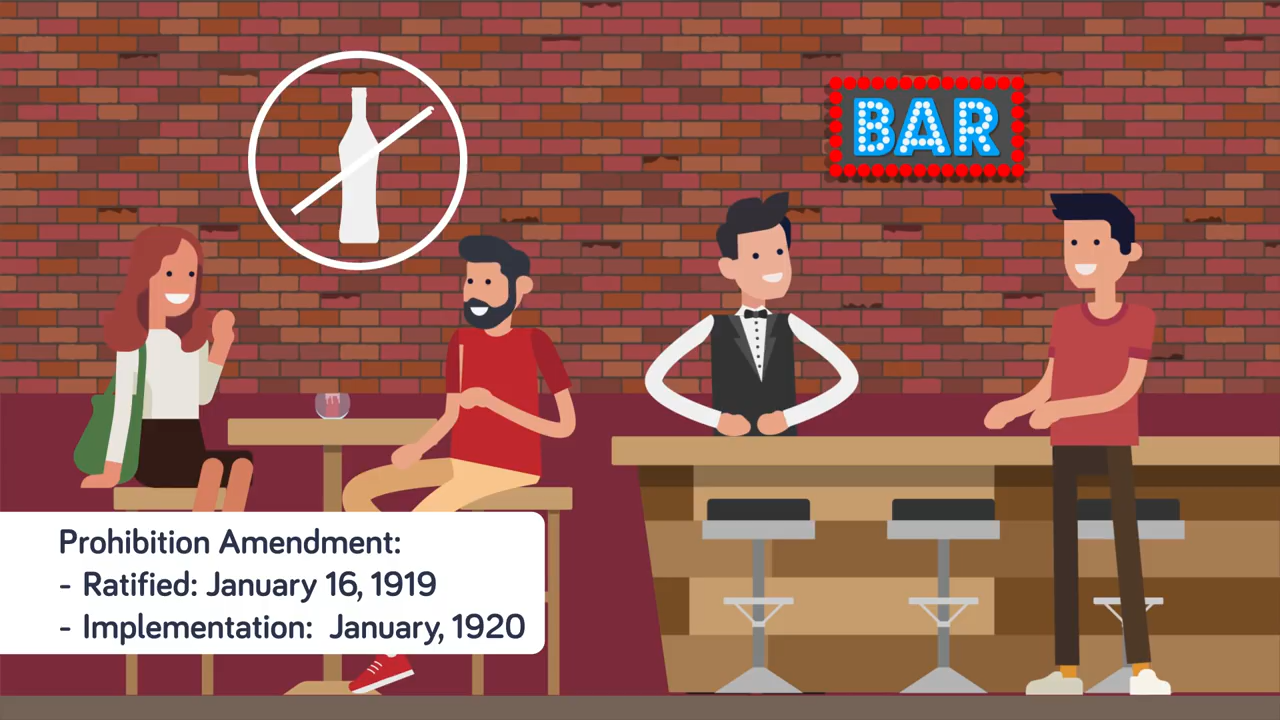 BAR
Prohibition Amendment:
- Ratified: January 16, 1919
- Implementation:  January, 1920